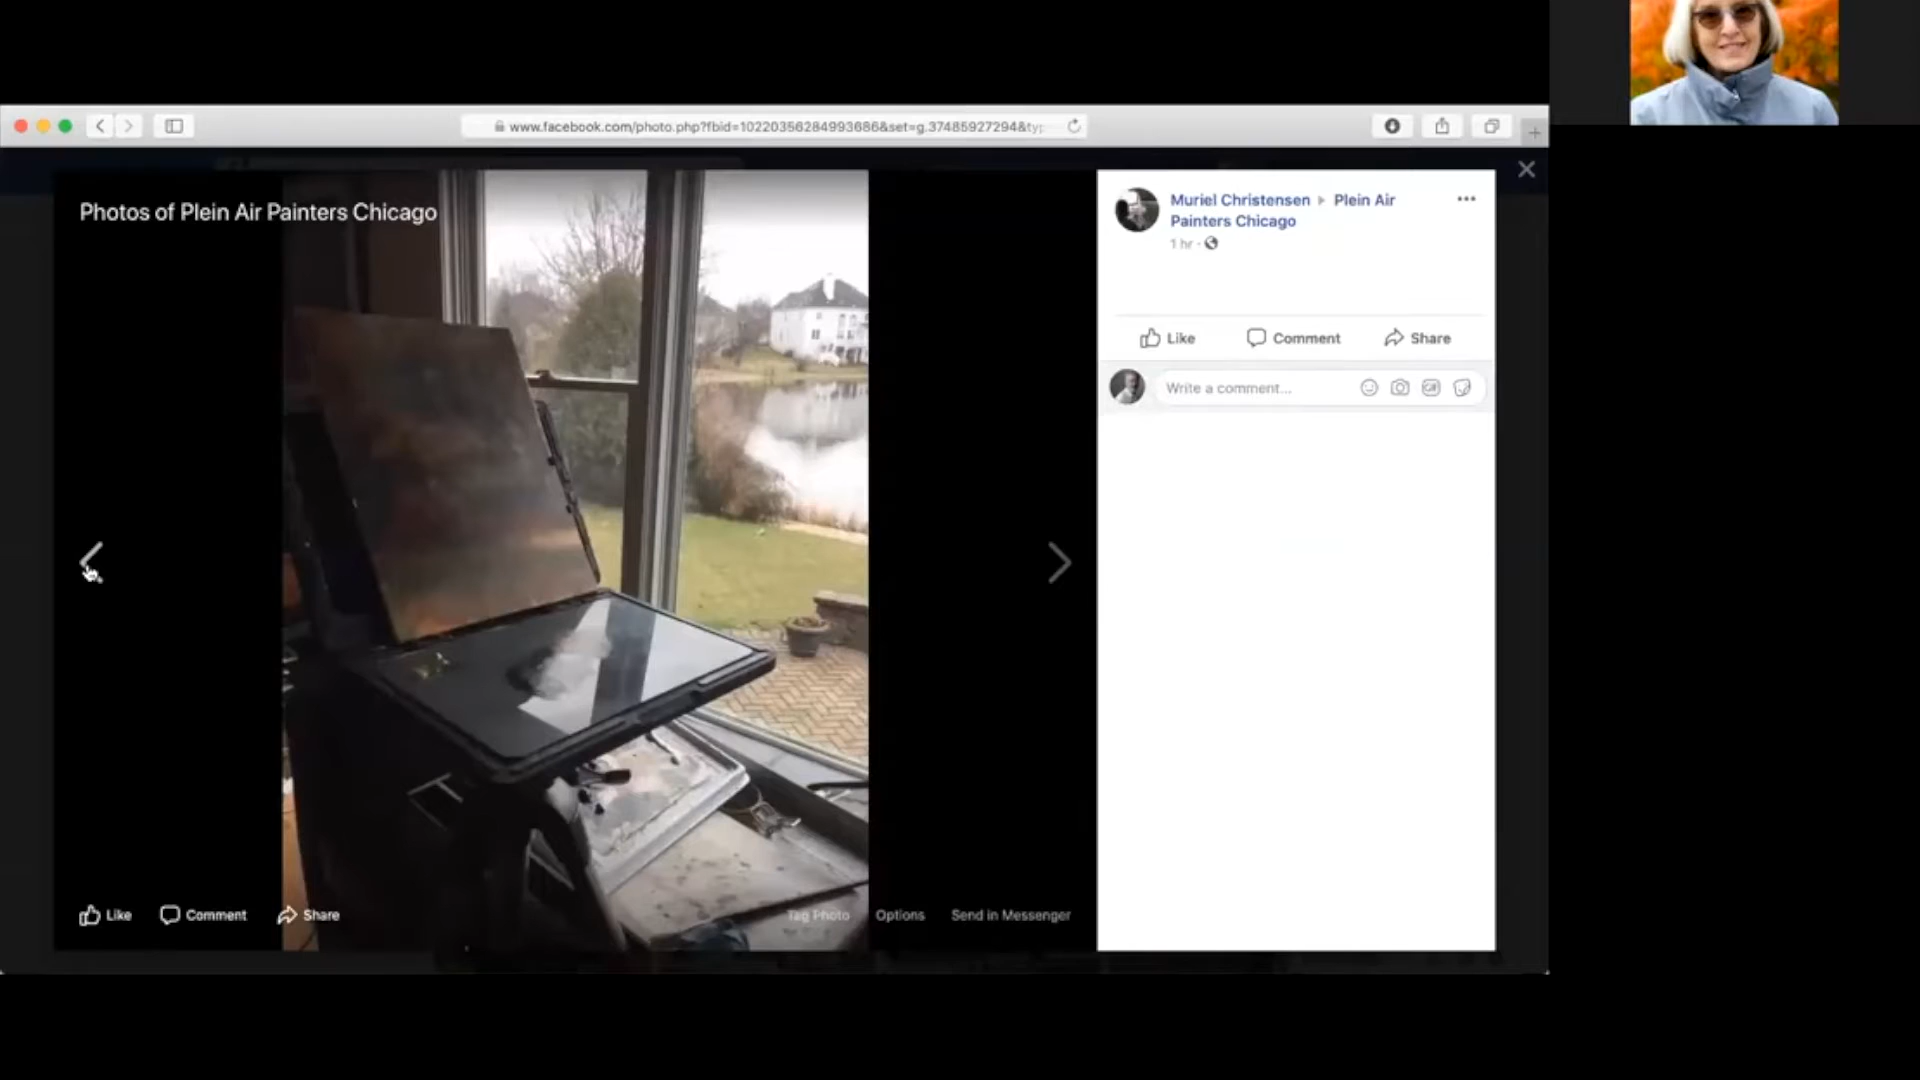 www.facebook.com/photo.php?fbid=10220356284993686&set=g.37485927294&ty
Photos of Plein Air Painters Chicago
Muriel Christensen ▸ Plein Air
Painters Chicago
1 hr ·
Like Comment Share
Write a comment...
GIF
Like Comment Share
Tag Photo Options Send in Messenger